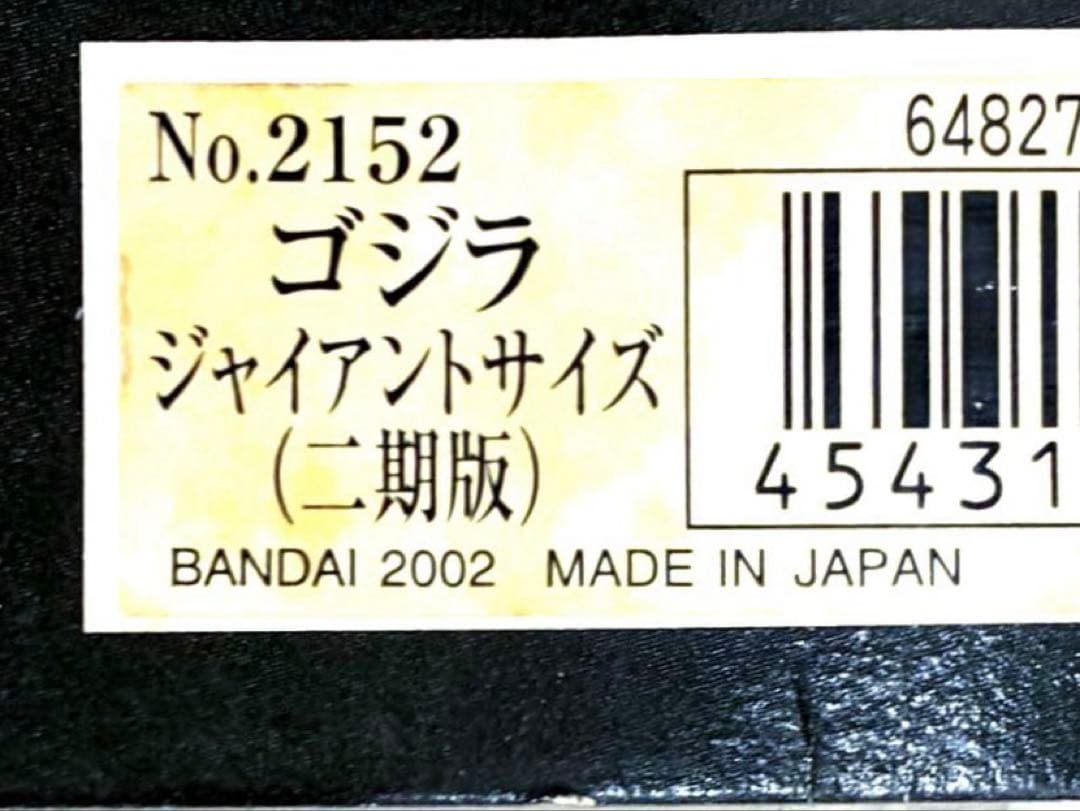 No.2152
ゴジラ
ジャイアントサイズ
(二期版)
BANDAI 2002 MADE IN JAPAN
64827
45431